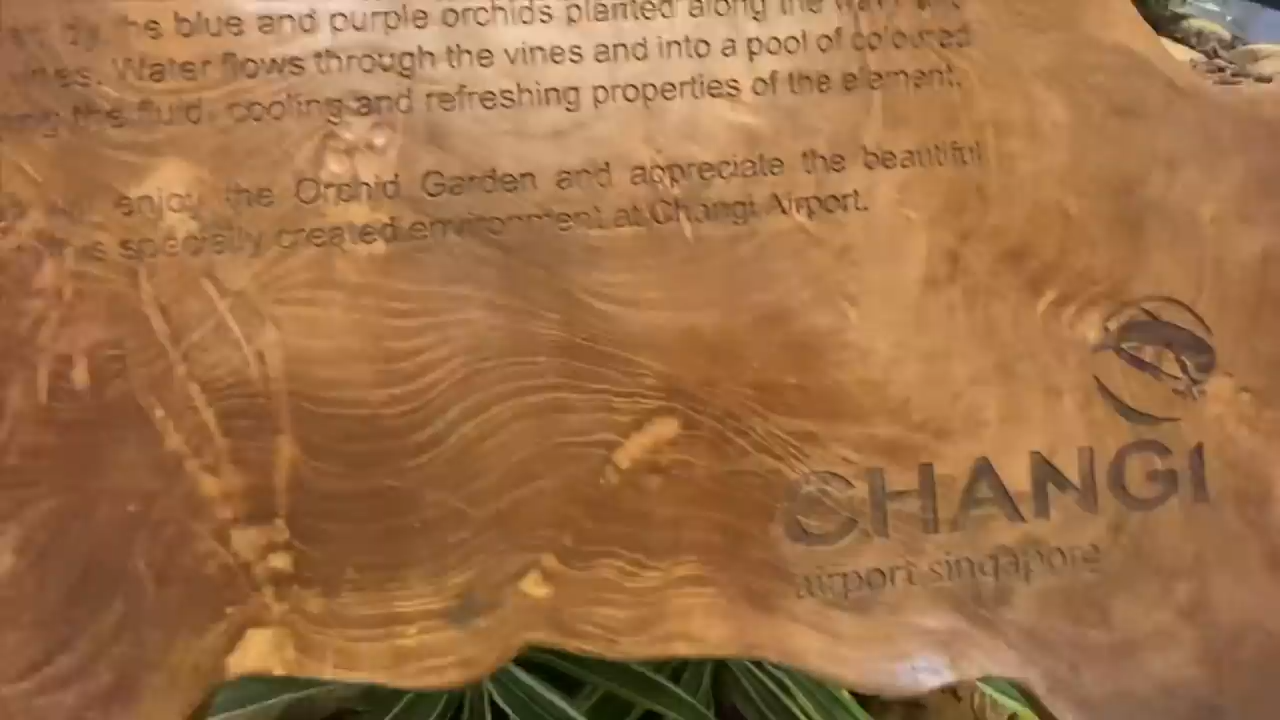 blue and purple orchids planted along the
Water flows through the vines and into a pool of coloured
the fluid, cooling and refreshing properties of the element.
enjoy the Orchid Garden and appreciate the beautiful
specially created environment at Changi Airport.
CHANGI
airport singapore